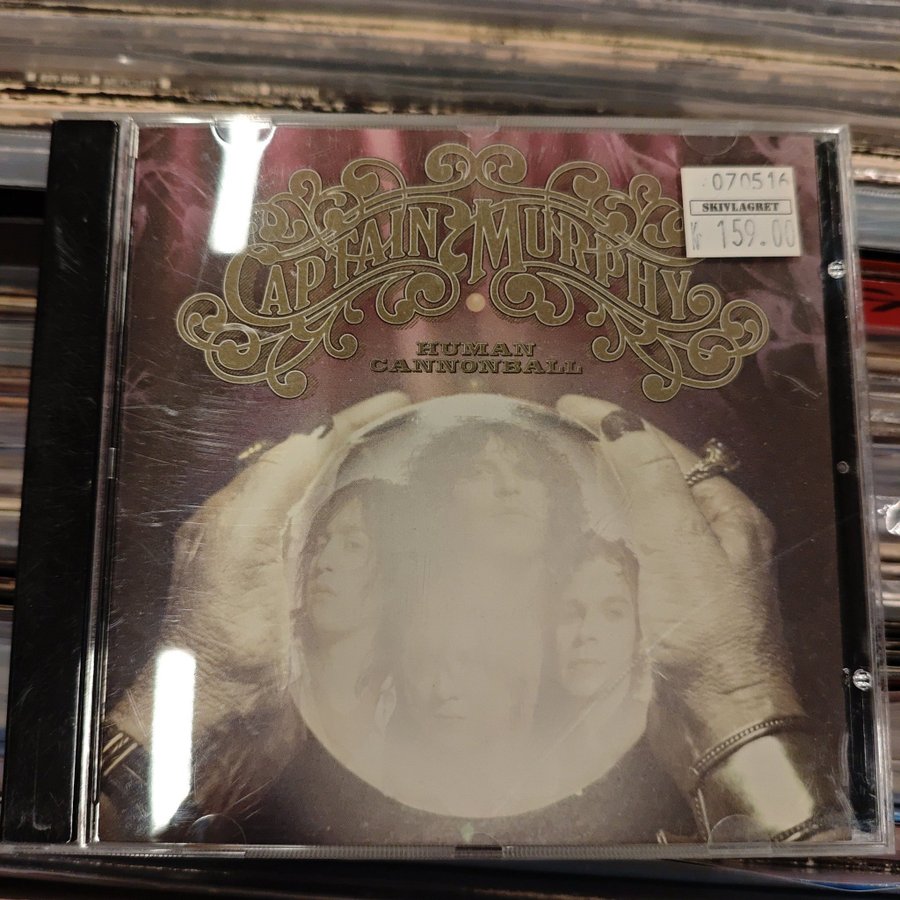 CAPTAIN MURPHY
HUMAN
CANNONBALL
070516
SKIVLAGRET
159.00